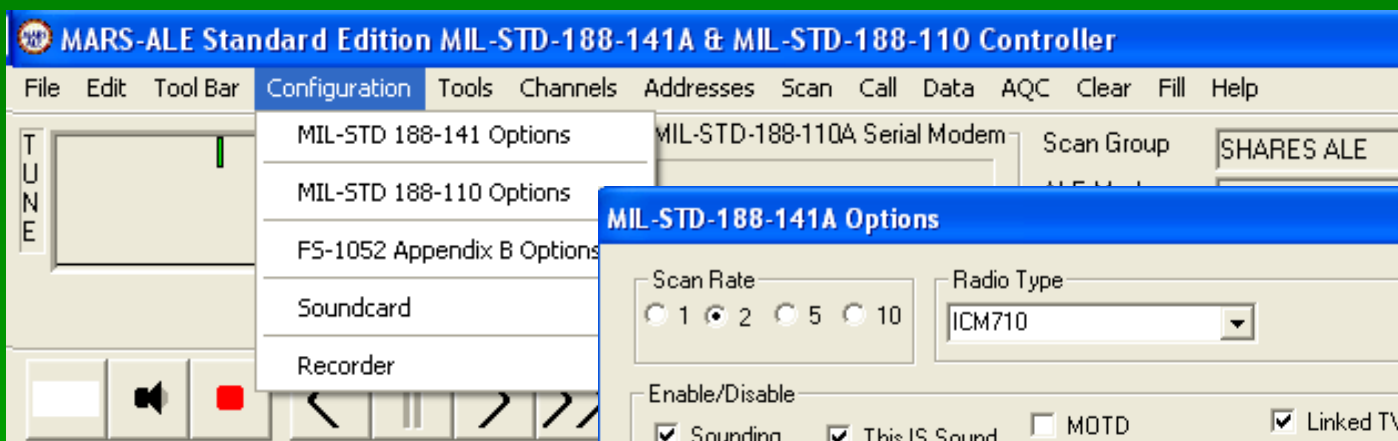 MARS-ALE Standard Edition MIL-STD-188-141A & MIL-STD-188-110 Controller
File Edit Tool Bar Configuration Tools Channels Addresses Scan Call Data AQC Clear Fill Help
TUNE
MIL-STD 188-141 Options
MIL-STD 188-110 Options
FS-1052 Appendix B Options
Soundcard
Recorder
MIL-STD-188-110A Serial Modem
Scan Group SHARES ALE
MIL-STD-188-141A Options
Scan Rate
1 2 5 10
Radio Type
ICM710
Enable/Disable
Sounding This IS Sound MOTD Linked